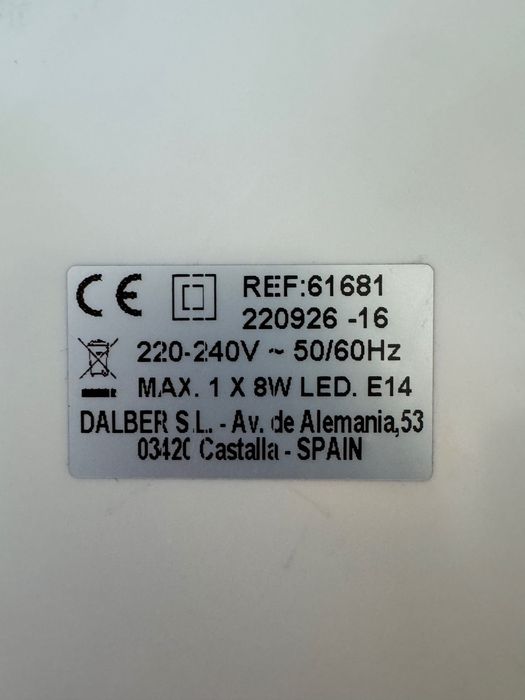 CE REF:61681
220926 -16
220-240V ~ 50/60Hz
MAX. 1 X 8W LED. E14
DALBER S.L. - Av. de Alemania,53
03420 Castalla - SPAIN